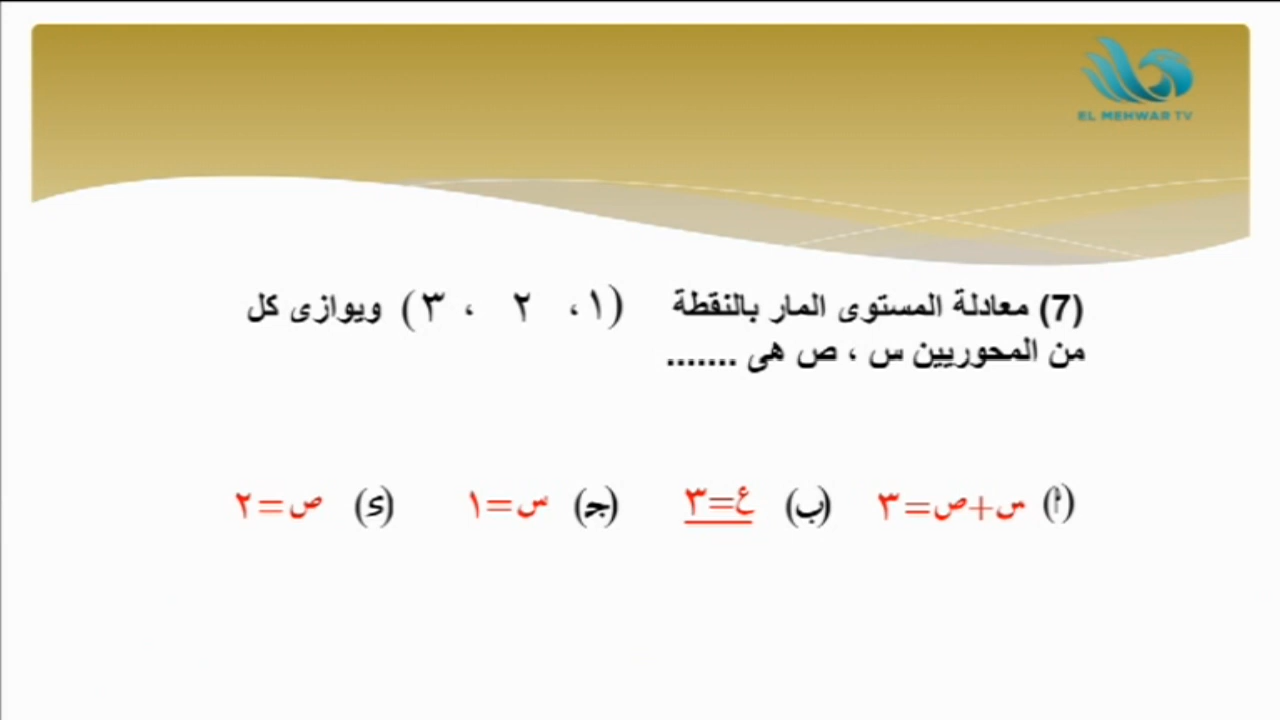 EL MEHWAR TV
(7) معادلة المستوى المار بالنقطة (١، ٢ ، ٣) ويوازى كل
من المحوريين س ، ص هى .......
(أ) س+ص=٣ (ب) ع=٣ (جـ) س=١ (ء) ص=٢